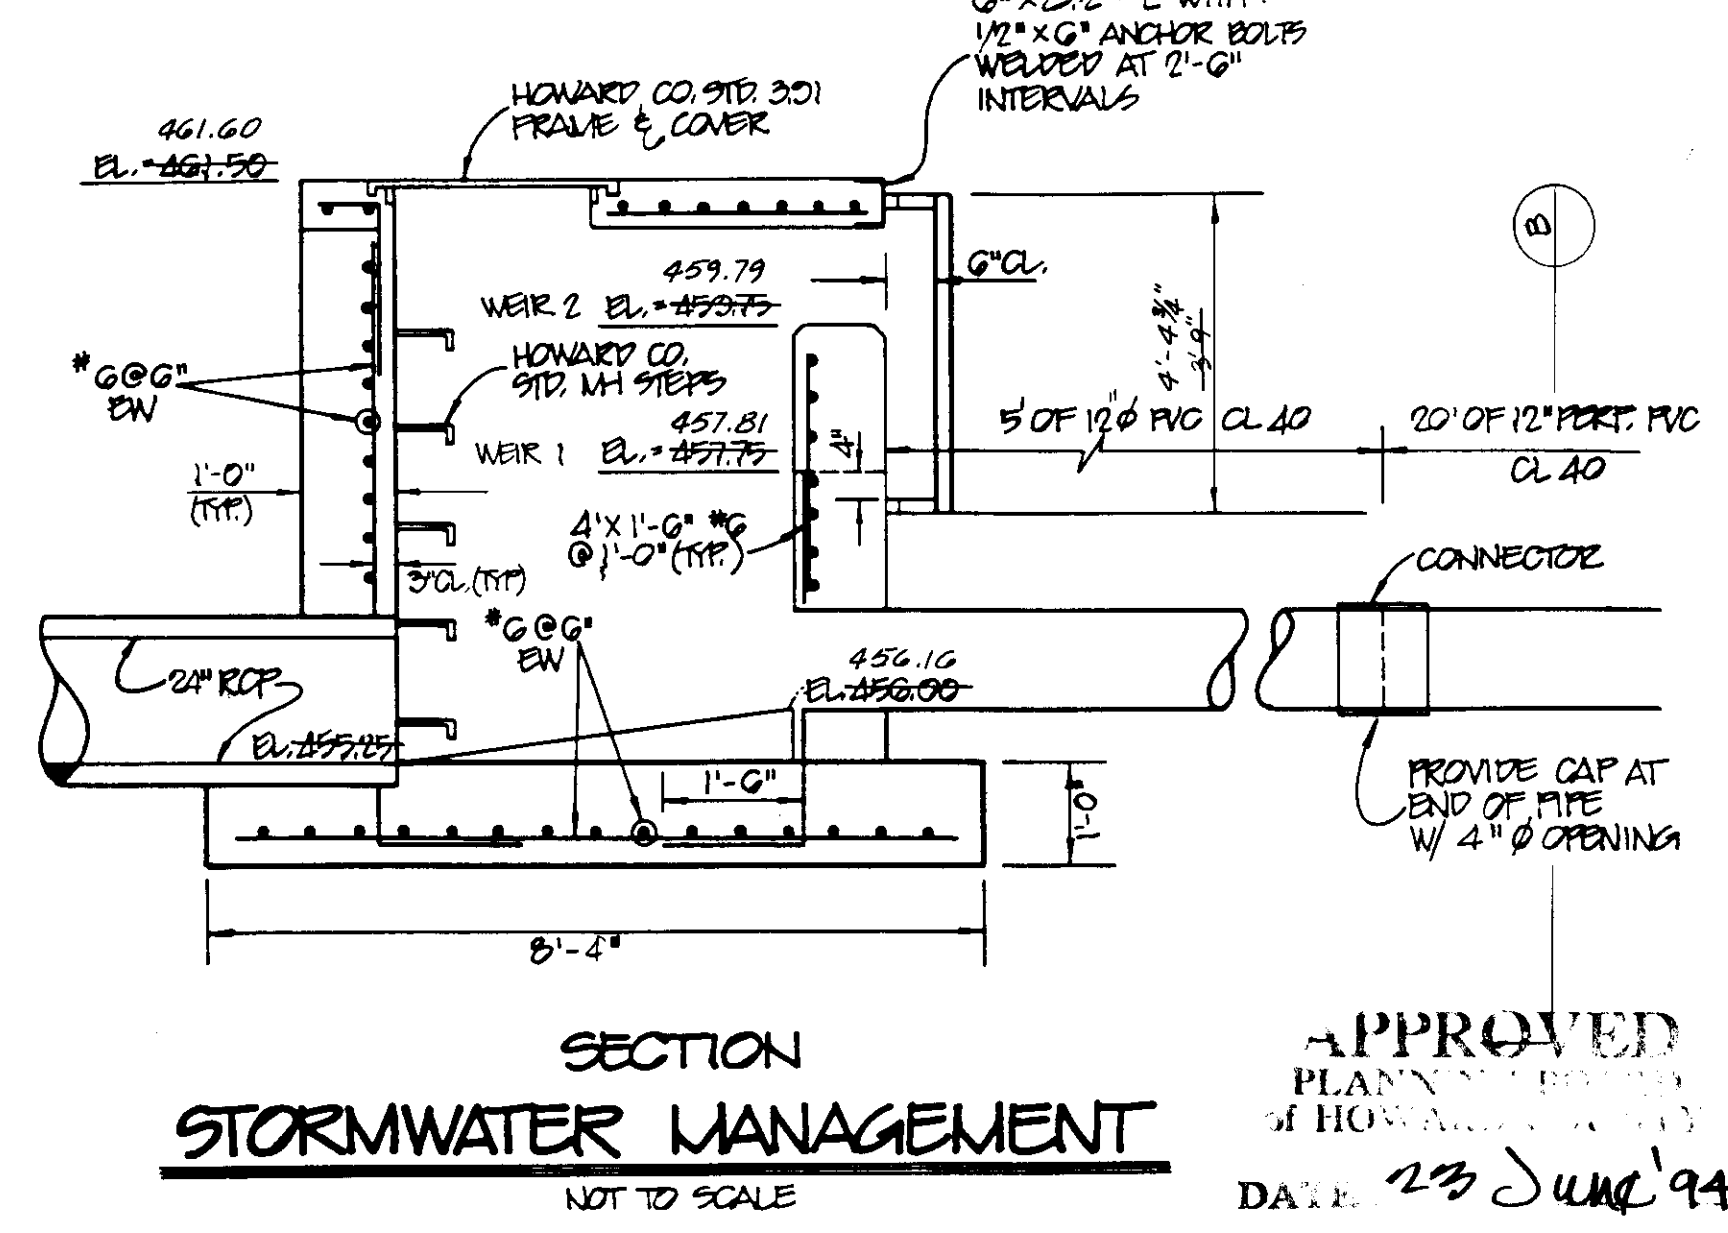 1/2" X 6" ANCHOR BOLTS
WELDED AT 2'-6"
INTERVALS
HOWARD CO. STD. 3.91
FRAME & COVER
461.60
EL. = 461.50
459.79
WEIR 2 EL. = 459.75
6" CL.
4'-4 3/4"
3'-9"
B
HOWARD CO.
STD. MH STEPS
#6@6"
EW
457.81
WEIR 1 EL. = 457.75
4"
5' OF 12"ø PVC CL 40
20' OF 12" PERF. PVC
CL 40
1'-0"
(TYP.)
4' X 1'-6" #6
@ 1'-0" (TYP.)
3" CL. (TYP)
CONNECTOR
#6@6"
EW
456.16
EL. 456.00
24" RCP
EL. 455.25
1'-6"
1'-0"
PROVIDE CAP AT
END OF PIPE
W/ 4" ø OPENING
8'-4"
SECTION
STORMWATER MANAGEMENT
NOT TO SCALE
APPROVED
of
DATE 23 June '94